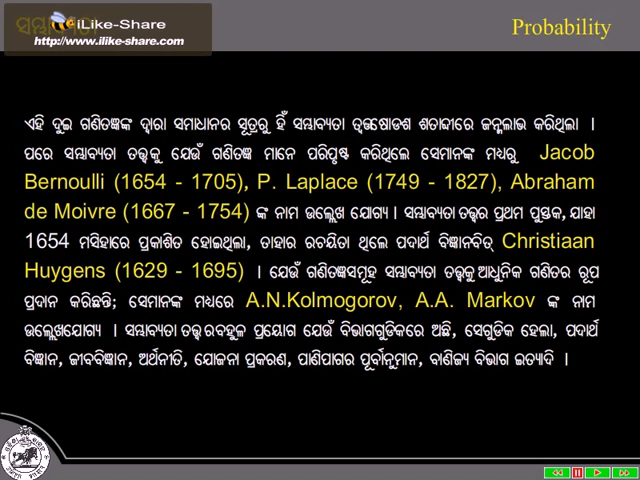 iLike-Share
http://www.ilike-share.com
Probability
ଏହି ଦୁଇ ଗଣିତଜ୍ଞଙ୍କ ଦ୍ୱାରା ସମାଧାନର ସୂତ୍ରରୁ ହିଁ ସମ୍ଭାବ୍ୟତା ତତ୍ତ୍ୱ ଷୋଡଶ ଶତାବ୍ଦୀରେ ଜନ୍ମଲାଭ କରିଥିଲା ।
ପରେ ସମ୍ଭାବ୍ୟତା ତତ୍ତ୍ୱକୁ ଯେଉଁ ଗଣିତଜ୍ଞ ମାନେ ପରିପୃଷ୍ଟ କରିଥିଲେ ସେମାନଙ୍କ ମଧ୍ୟରୁ Jacob
Bernoulli (1654 - 1705), P. Laplace (1749 - 1827), Abraham
de Moivre (1667 - 1754) ଙ୍କ ନାମ ଉଲ୍ଲେଖ ଯୋଗ୍ୟ । ସମ୍ଭାବ୍ୟତା ତତ୍ତ୍ୱର ପ୍ରଥମ ପୁସ୍ତକ, ଯାହା
1654 ମସିହାରେ ପ୍ରକାଶିତ ହୋଇଥିଲା, ତାହାର ରଚୟିତା ଥିଲେ ପଦାର୍ଥ ବିଜ୍ଞାନବିତ୍ Christiaan
Huygens (1629 - 1695) । ଯେଉଁ ଗଣିତଜ୍ଞସମୂହ ସମ୍ଭାବ୍ୟତା ତତ୍ତ୍ୱକୁ ଆଧୁନିକ ଗଣିତର ରୂପ
ପ୍ରଦାନ କରିଛନ୍ତି; ସେମାନଙ୍କ ମଧ୍ୟରେ A.N.Kolmogorov, A.A. Markov ଙ୍କ ନାମ
ଉଲ୍ଲେଖଯୋଗ୍ୟ । ସମ୍ଭାବ୍ୟତା ତତ୍ତ୍ୱର ବହୁଳ ପ୍ରୟୋଗ ଯେଉଁ ବିଭାଗଗୁଡିକରେ ଅଛି, ସେଗୁଡିକ ହେଲା, ପଦାର୍ଥ
ବିଜ୍ଞାନ, ଜୀବବିଜ୍ଞାନ, ଅର୍ଥନୀତି, ଯୋଜନା ପ୍ରକରଣ, ପାଣିପାଗର ପୂର୍ବାନୁମାନ, ବାଣିଜ୍ୟ ବିଭାଗ ଇତ୍ୟାଦି ।